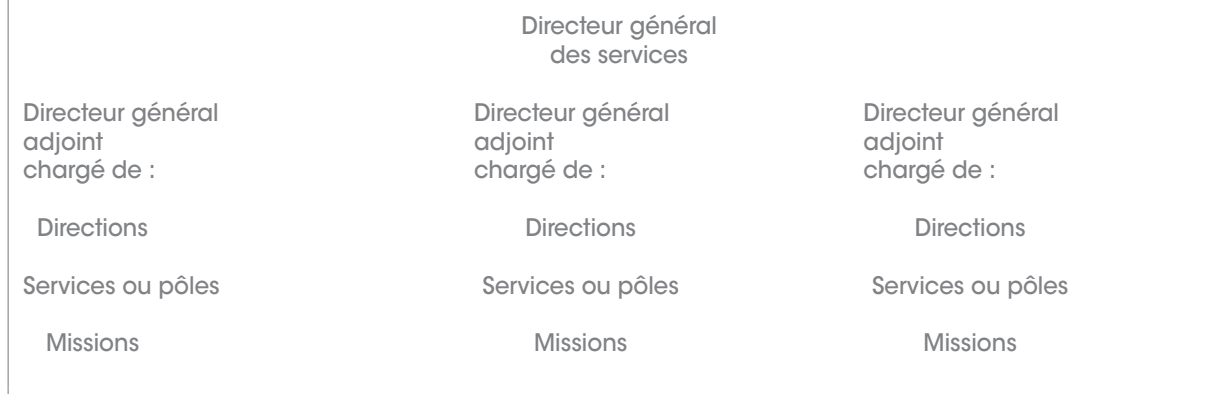 Directeur général
des services
Directeur général
adjoint
chargé de :
Directeur général
adjoint
chargé de :
Directeur général
adjoint
chargé de :
Directions
Directions
Directions
Services ou pôles
Services ou pôles
Services ou pôles
Missions
Missions
Missions